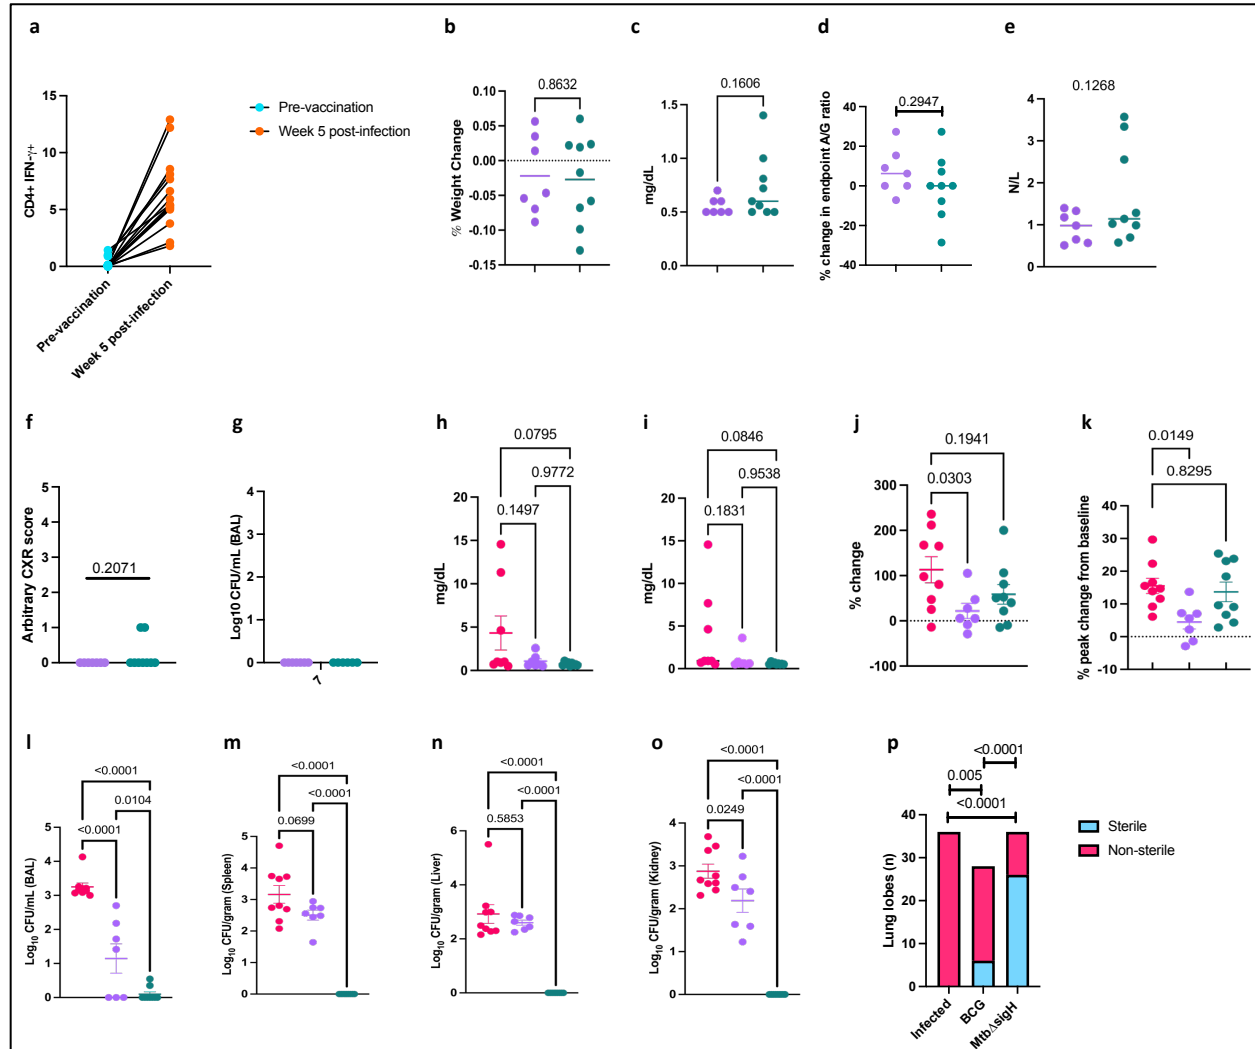 a
CD4+ IFN-γ+
15
10
5
0
Pre-vaccination
Week 5 post-infection
Pre-vaccination
Week 5 post-infection
b
0.8632
% Weight Change
0.10
0.05
0.00
-0.05
-0.10
-0.15
c
0.1606
mg/dL
1.5
1.0
0.5
0.0
d
0.2947
% change in endpoint A/G ratio
40
20
0
-20
-40
e
0.1268
N/L
4
3
2
1
0
f
Arbitrary CXR score
5
4
3
2
1
0
0.2071
g
Log10 CFU/mL (BAL)
4
3
2
1
0
7
h
0.0795
0.9772
0.1497
mg/dL
20
15
10
5
0
i
0.0846
0.9538
0.1831
mg/dL
20
15
10
5
0
j
0.1941
0.0303
% change
300
200
100
0
-100
k
0.0149
0.8295
% peak change from baseline
40
30
20
10
0
-10
l
<0.0001
0.0104
<0.0001
Log10 CFU/mL (BAL)
5
4
3
2
1
0
m
<0.0001
<0.0001
0.0699
Log10 CFU/gram (Spleen)
5
4
3
2
1
0
n
<0.0001
<0.0001
0.5853
Log10 CFU/gram (Liver)
6
4
2
0
o
<0.0001
<0.0001
0.0249
Log10 CFU/gram (Kidney)
4
3
2
1
0
p
<0.0001
0.005
<0.0001
Lung lobes (n)
40
30
20
10
0
Infected
BCG
MtbΔsigH
Sterile
Non-sterile